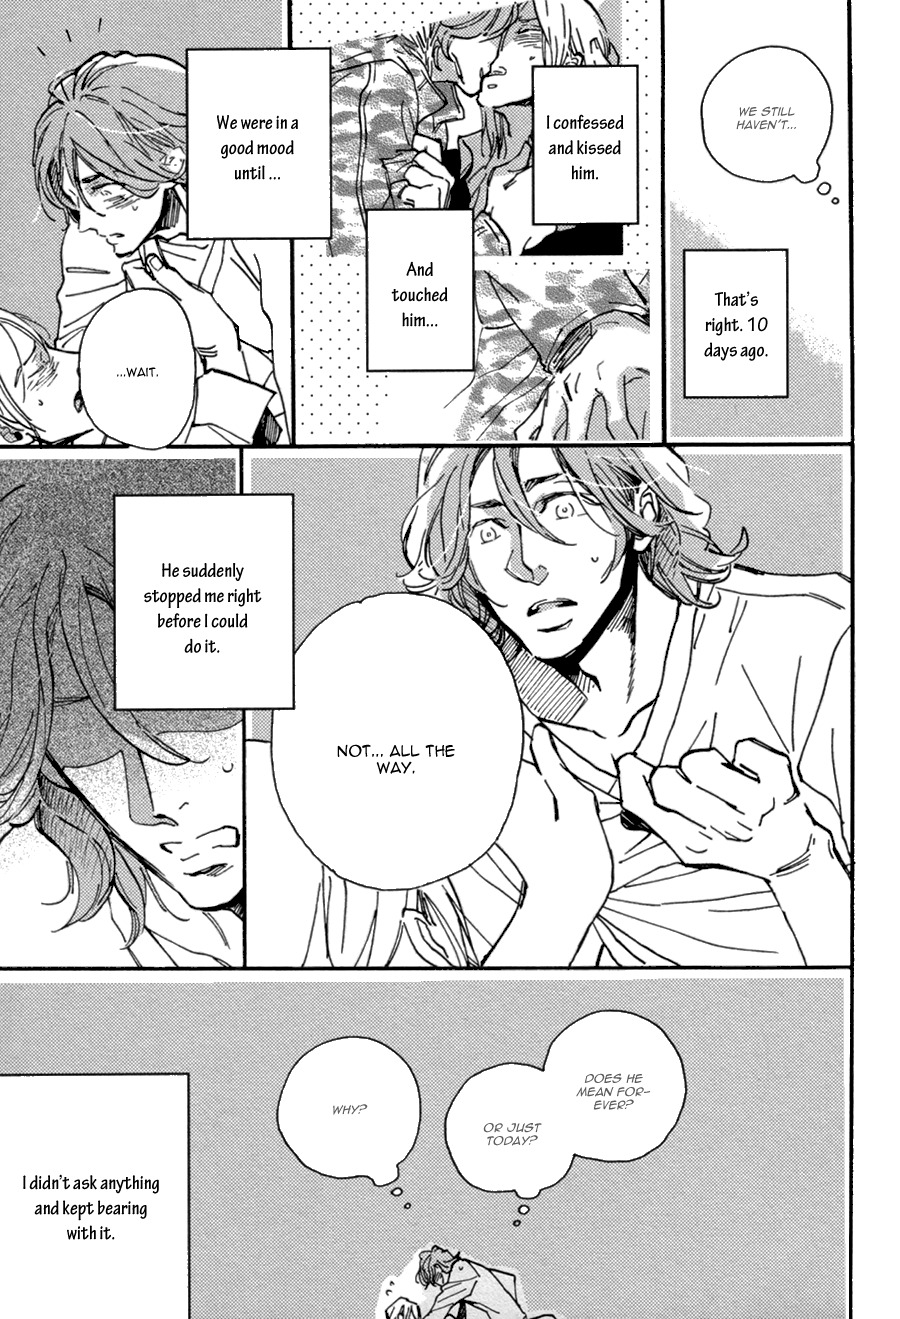 WE STILL
HAVEN'T...
That's
right. 10
days ago.
I confessed
and kissed
him.
And
touched
him...
We were in a
good mood
until ...
...WAIT.
NOT... ALL THE
WAY.
He suddenly
stopped me right
before I could
do it.
DOES HE
MEAN FOR-
EVER?
OR JUST
TODAY?
WHY?
I didn't ask anything
and kept bearing
with it.